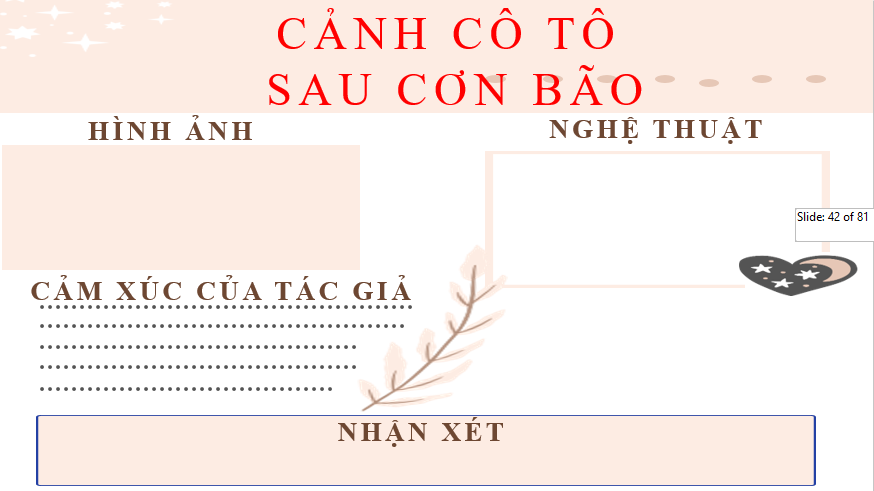 CẢNH CÔ TÔ
SAU CƠN BÃO
HÌNH ẢNH
NGHỆ THUẬT
Slide: 42 of 81
CẢM XÚC CỦA TÁC GIẢ
NHẬN XÉT